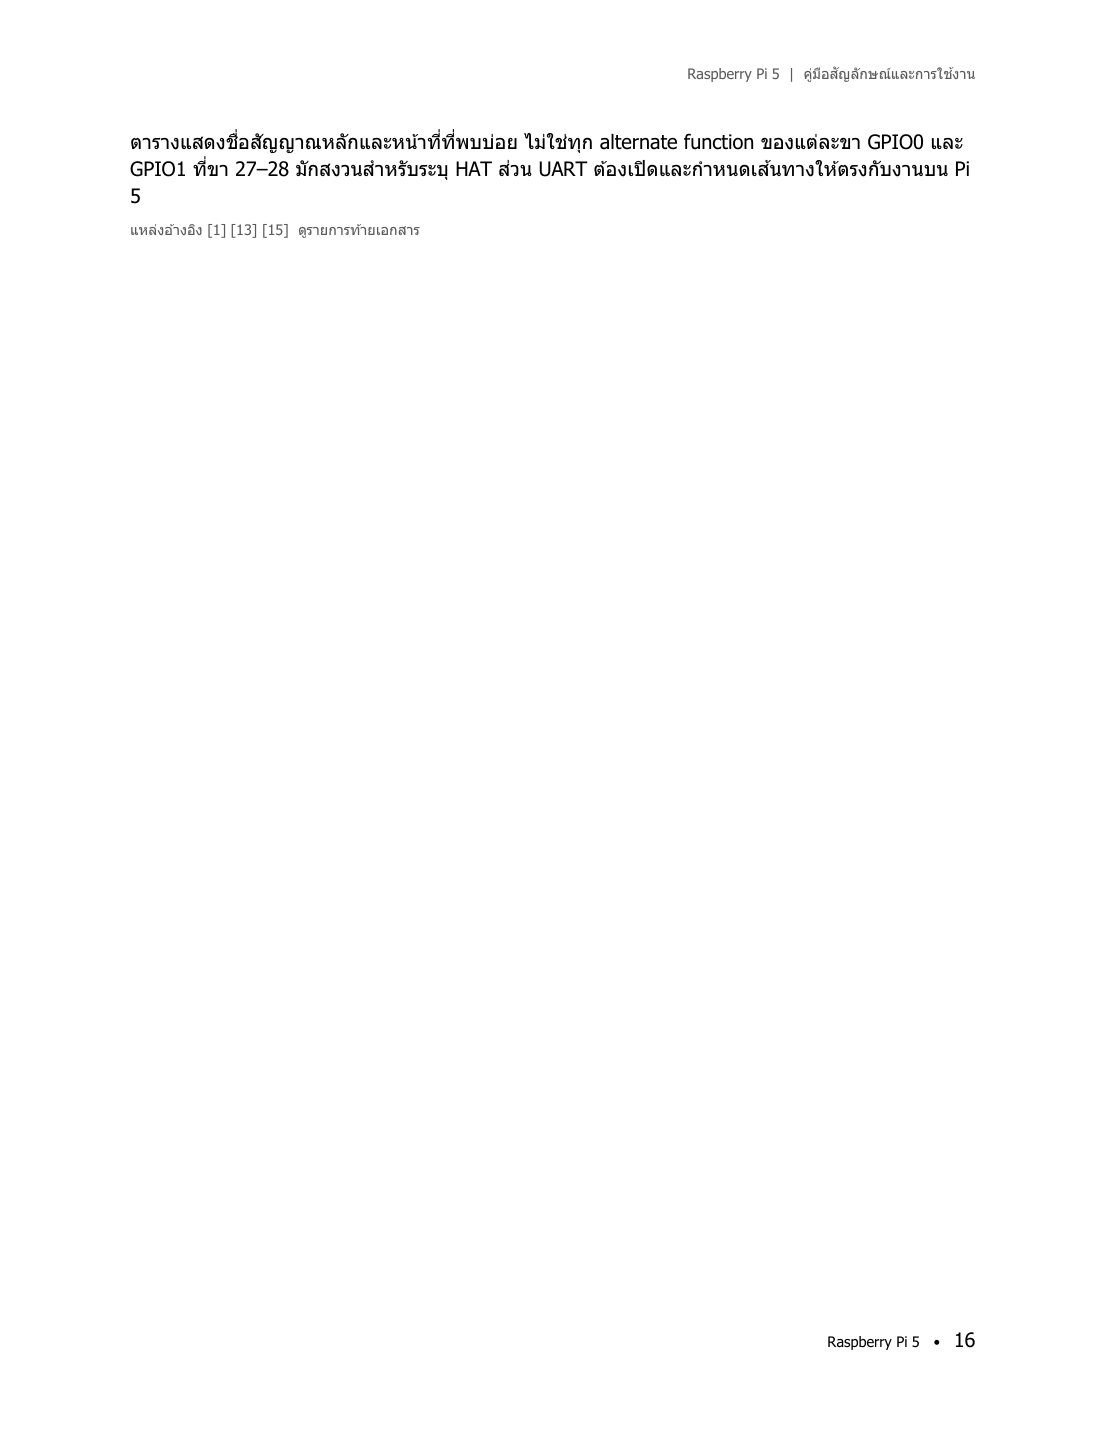 Raspberry Pi 5 | คู่มือสัญลักษณ์และการใช้งาน
ตารางแสดงชื่อสัญญาณหลักและหน้าที่ที่พบบ่อย ไม่ใช่ทุก alternate function ของแต่ละขา GPIO0 และ
GPIO1 ที่ขา 27–28 มักสงวนสำหรับระบุ HAT ส่วน UART ต้องเปิดและกำหนดเส้นทางให้ตรงกับงานบน Pi
5
แหล่งอ้างอิง [1] [13] [15] ดูรายการท้ายเอกสาร
Raspberry Pi 5 • 16